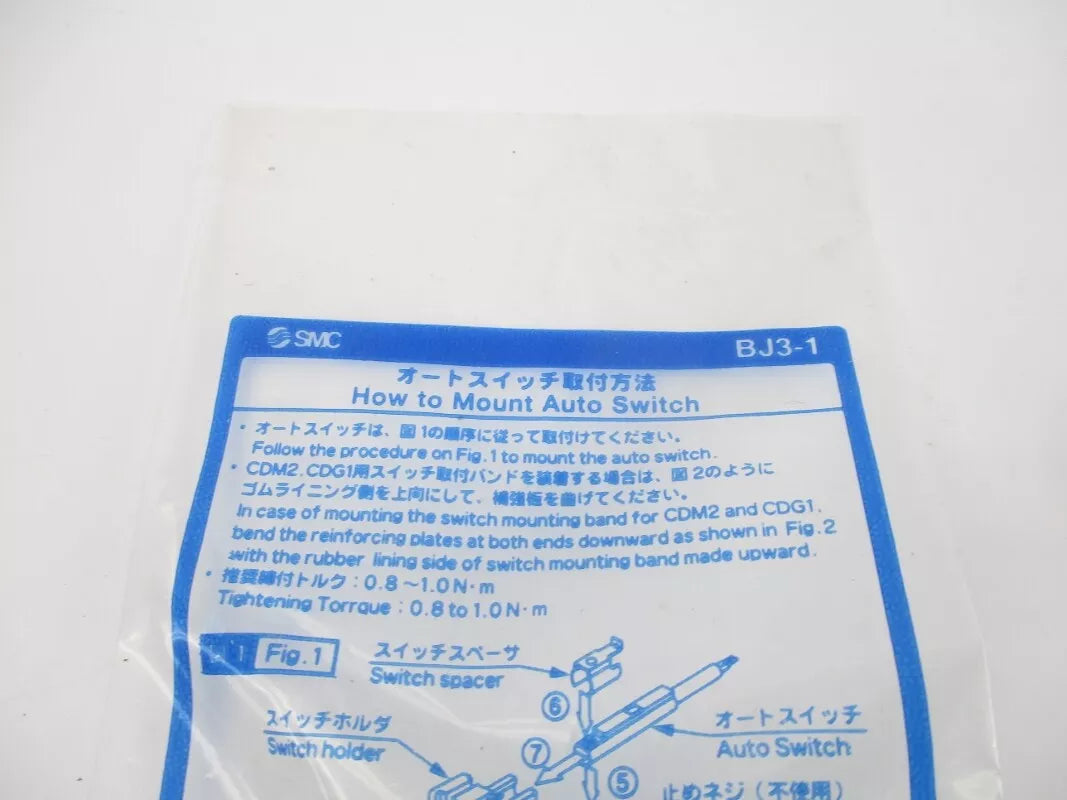 SMC
BJ3-1
オートスイッチ取付方法
How to Mount Auto Switch
・オートスイッチは、図1の順序に従って取付けてください。
Follow the procedure on Fig.1 to mount the auto switch.
・CDM2.CDG1用スイッチ取付バンドを装着する場合は、図2のように
ゴムライニング側を上向にして、補強板を曲げてください。
In case of mounting the switch mounting band for CDM2 and CDG1,
bend the reinforcing plates at both ends downward as shown in Fig.2
with the rubber lining side of switch mounting band made upward.
・推奨締付トルク:0.8～1.0N·m
Tightening Torrque : 0.8 to 1.0N·m
図1 Fig.1
スイッチスペーサ
Switch spacer
⑥
スイッチホルダ
Switch holder
オートスイッチ
Auto Switch
⑦
⑤
止めネジ(不使用)